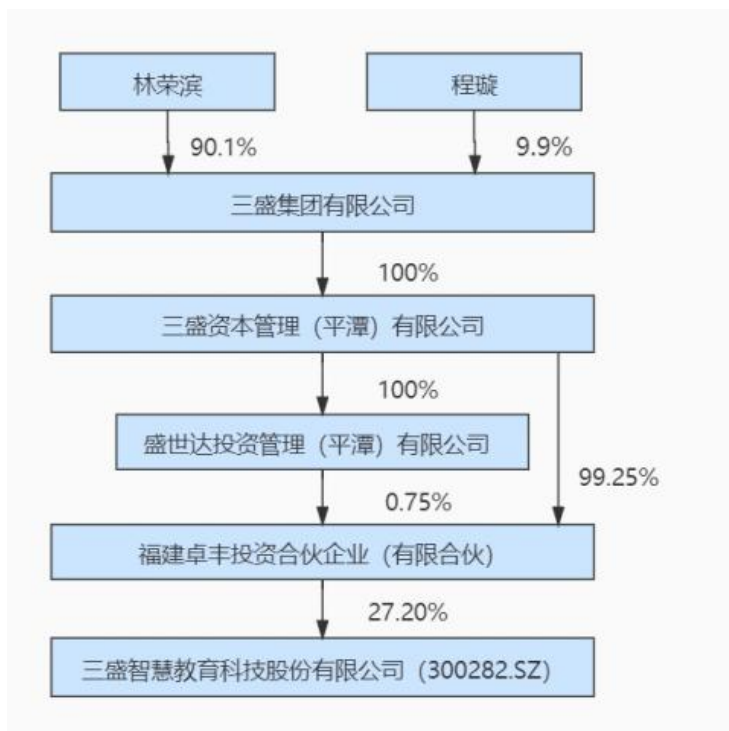 林荣滨
程璇
90.1%
9.9%
三盛集团有限公司
100%
三盛资本管理（平潭）有限公司
100%
盛世达投资管理（平潭）有限公司
99.25%
0.75%
福建卓丰投资合伙企业（有限合伙）
27.20%
三盛智慧教育科技股份有限公司（300282.SZ）